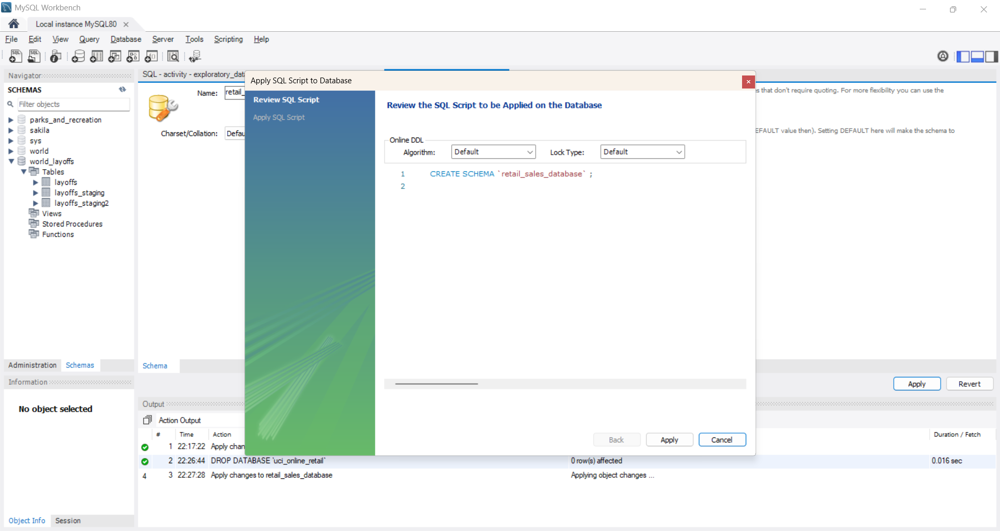 MySQL Workbench
Local instance MySQL80
File Edit View Query Database Server Tools Scripting Help
Navigator
SCHEMAS
Filter objects
parks_and_recreation
sakila
sys
world
world_layoffs
Tables
layoffs
layoffs_staging
layoffs_staging2
Views
Stored Procedures
Functions
Administration Schemas
Information
No object selected
Object Info Session
SQL - activity - exploratory_data
Name: retail_
s that don't require quoting. For more flexibility you can use the
Charset/Collation: Defau
EFAULT value then). Setting DEFAULT here will make the schema to
Schema
Apply Revert
Apply SQL Script to Database
Review SQL Script
Apply SQL Script
Review the SQL Script to be Applied on the Database
Online DDL
Algorithm: Default Lock Type: Default
1 CREATE SCHEMA `retail_sales_database` ;
2
Back Apply Cancel
Output
Action Output
# Time Action Duration / Fetch
1 22:17:22 Apply chan
2 22:26:44 DROP DATABASE `uci_online_retail` 0 row(s) affected 0.016 sec
4 3 22:27:28 Apply changes to retail_sales_database Applying object changes ...